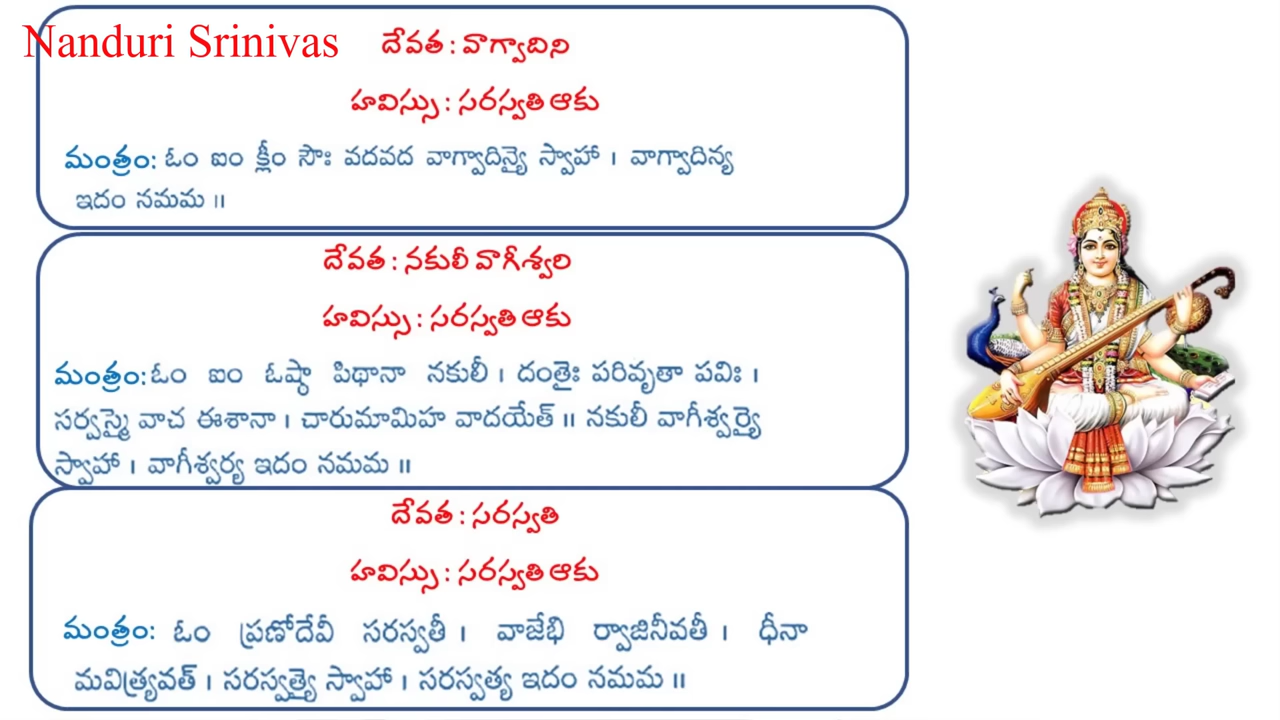 Nanduri Srinivas
దేవత : వాగ్వాదిని
హవిస్సు : సరస్వతి ఆకు
మంత్రం: ఓం ఐం క్లీం సౌః వదవద వాగ్వాదిన్యై స్వాహా । వాగ్వాదిన్య
ఇదం నమమ ॥
దేవత : నకులీ వాగీశ్వరి
హవిస్సు : సరస్వతి ఆకు
మంత్రం: ఓం ఐం ఓష్ఠా పిథానా నకులీ । దంతైః పరివృతా పవిః ।
సర్వస్మై వాచ ఈశానా । చారుమామిహ వాదయేత్ ॥ నకులీ వాగీశ్వర్యై
స్వాహా । వాగీశ్వర్య ఇదం నమమ ॥
దేవత : సరస్వతి
హవిస్సు : సరస్వతి ఆకు
మంత్రం: ఓం ప్రణోదేవీ సరస్వతీ । వాజేభి ర్వాజినీవతీ । ధీనా
మవిత్ర్యవత్ । సరస్వత్యై స్వాహా । సరస్వత్య ఇదం నమమ ॥